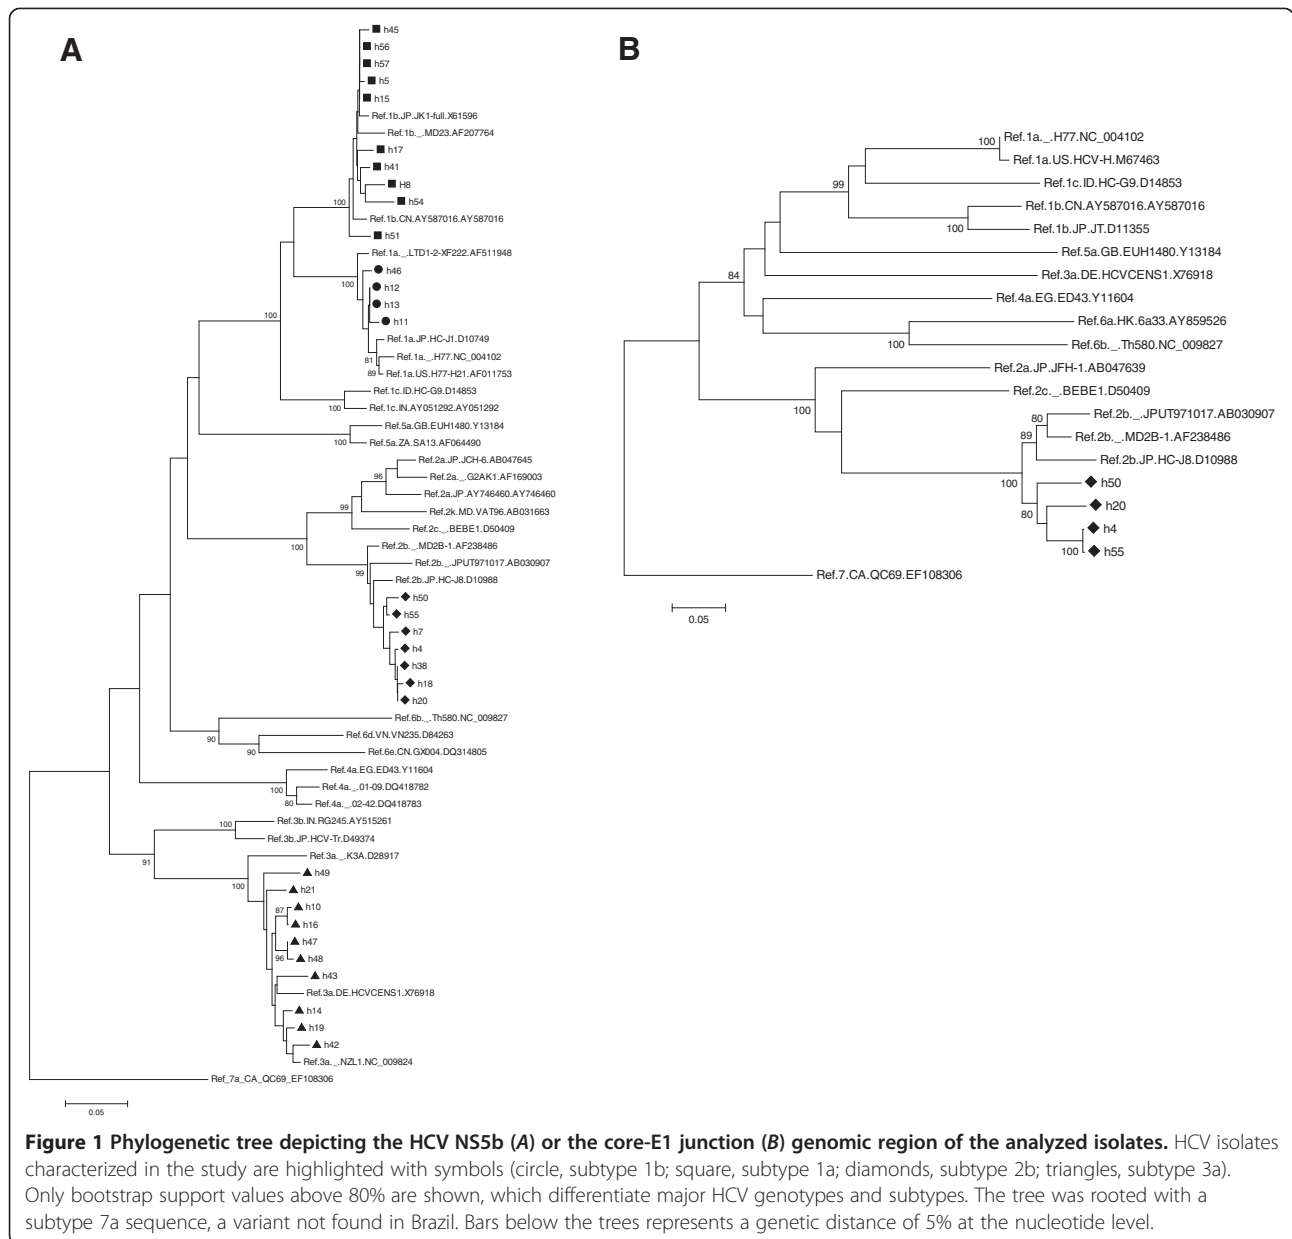 A
h45
h56
h57
h5
h15
Ref.1b.JP.JK1-full.X61596
Ref.1b._.MD23.AF207764
h17
h41
H8
h54
100
Ref.1b.CN.AY587016.AY587016
h51
Ref.1a._.LTD1-2-XF222.AF511948
h46
100
h12
h13
100
h11
Ref.1a.JP.HC-J1.D10749
Ref.1a._.H77.NC_004102
81
Ref.1a.US.H77-H21.AF011753
89
Ref.1c.ID.HC-G9.D14853
Ref.1c.IN.AY051292.AY051292
100
Ref.5a.GB.EUH1480.Y13184
Ref.5a.ZA.SA13.AF064490
100
Ref.2a.JP.JCH-6.AB047645
Ref.2a._.G2AK1.AF169003
96
Ref.2a.JP.AY746460.AY746460
99
Ref.2k.MD.VAT96.AB031663
Ref.2c._.BEBE1.D50409
100
Ref.2b._.MD2B-1.AF238486
Ref.2b._.JPUT971017.AB030907
99
Ref.2b.JP.HC-J8.D10988
h50
h55
h7
h4
h38
h18
h20
Ref.6b._.Th580.NC_009827
Ref.6d.VN.VN235.D84263
90
Ref.6e.CN.GX004.DQ314805
90
Ref.4a.EG.ED43.Y11604
Ref.4a._.01-09.DQ418782
100
Ref.4a._.02-42.DQ418783
80
Ref.3b.IN.RG245.AY515261
100
Ref.3b.JP.HCV-Tr.D49374
Ref.3a._.K3A.D28917
91
h49
100
h21
h10
87
h16
h47
h48
96
h43
Ref.3a.DE.HCVCENS1.X76918
h14
h19
h42
Ref.3a._.NZL1.NC_009824
Ref_7a_CA_QC69_EF108306
0.05
B
Ref.1a._.H77.NC_004102
100
Ref.1a.US.HCV-H.M67463
99
Ref.1c.ID.HC-G9.D14853
Ref.1b.CN.AY587016.AY587016
100
Ref.1b.JP.JT.D11355
Ref.5a.GB.EUH1480.Y13184
84
Ref.3a.DE.HCVCENS1.X76918
Ref.4a.EG.ED43.Y11604
Ref.6a.HK.6a33.AY859526
100
Ref.6b._.Th580.NC_009827
Ref.2a.JP.JFH-1.AB047639
Ref.2c._.BEBE1.D50409
100
Ref.2b._.JPUT971017.AB030907
80
Ref.2b._.MD2B-1.AF238486
89
Ref.2b.JP.HC-J8.D10988
100
h50
h20
80
h4
100
h55
Ref.7.CA.QC69.EF108306
0.05
Figure 1 Phylogenetic tree depicting the HCV NS5b (A) or the core-E1 junction (B) genomic region of the analyzed isolates. HCV isolates
characterized in the study are highlighted with symbols (circle, subtype 1b; square, subtype 1a; diamonds, subtype 2b; triangles, subtype 3a).
Only bootstrap support values above 80% are shown, which differentiate major HCV genotypes and subtypes. The tree was rooted with a
subtype 7a sequence, a variant not found in Brazil. Bars below the trees represents a genetic distance of 5% at the nucleotide level.